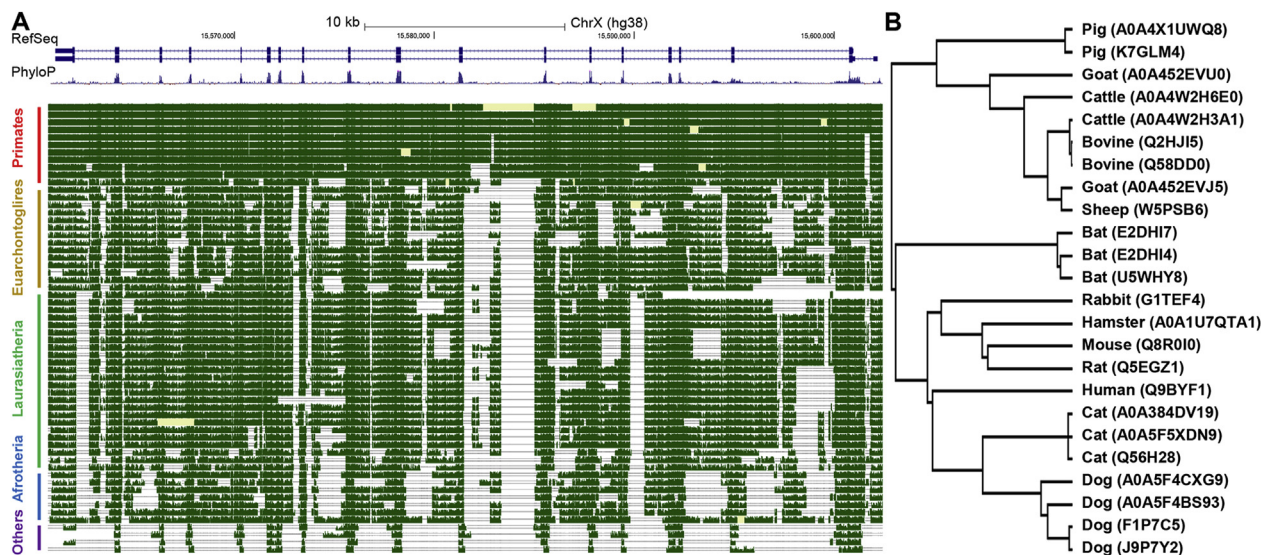 A
10 kb
ChrX (hg38)
RefSeq
15,570,000
15,580,000
15,590,000
15,600,000
PhyloP
Primates
Euarchontoglires
Laurasiatheria
Afrotheria
Others
B
Pig (A0A4X1UWQ8)
Pig (K7GLM4)
Goat (A0A452EVU0)
Cattle (A0A4W2H6E0)
Cattle (A0A4W2H3A1)
Bovine (Q2HJI5)
Bovine (Q58DD0)
Goat (A0A452EVJ5)
Sheep (W5PSB6)
Bat (E2DHI7)
Bat (E2DHI4)
Bat (U5WHY8)
Rabbit (G1TEF4)
Hamster (A0A1U7QTA1)
Mouse (Q8R0I0)
Rat (Q5EGZ1)
Human (Q9BYF1)
Cat (A0A384DV19)
Cat (A0A5F5XDN9)
Cat (Q56H28)
Dog (A0A5F4CXG9)
Dog (A0A5F4BS93)
Dog (F1P7C5)
Dog (J9P7Y2)